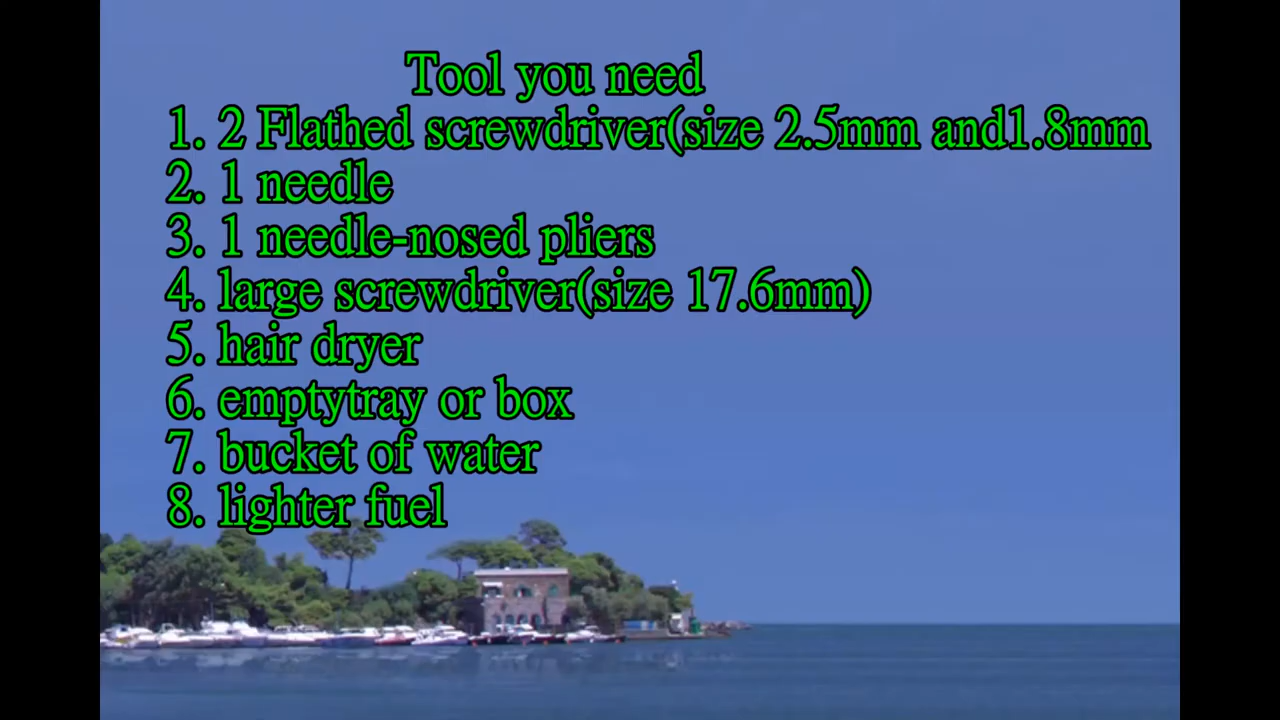 Tool you need
1. 2 Flathed screwdriver(size 2.5mm and1.8mm
2. 1 needle
3. 1 needle-nosed pliers
4. large screwdriver(size 17.6mm)
5. hair dryer
6. emptytray or box
7. bucket of water
8. lighter fuel